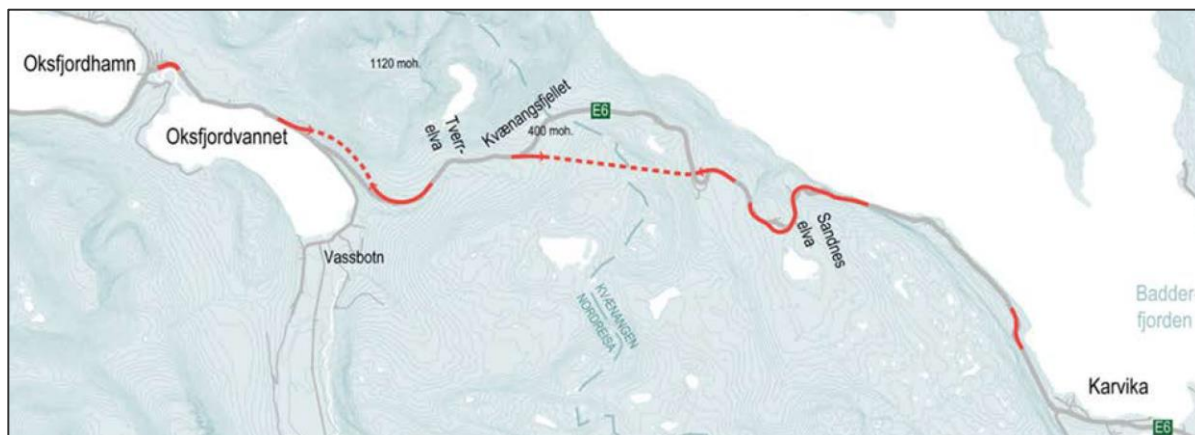 Oksfjordhamn
1120 moh.
E6
Kvænangsfjellet
400 moh.
Tverr-
elva
Oksfjordvannet
Sandnes
elva
Vassbotn
KVÆNANGEN
NORDREISA
Badder
fjorden
Karvika
E6